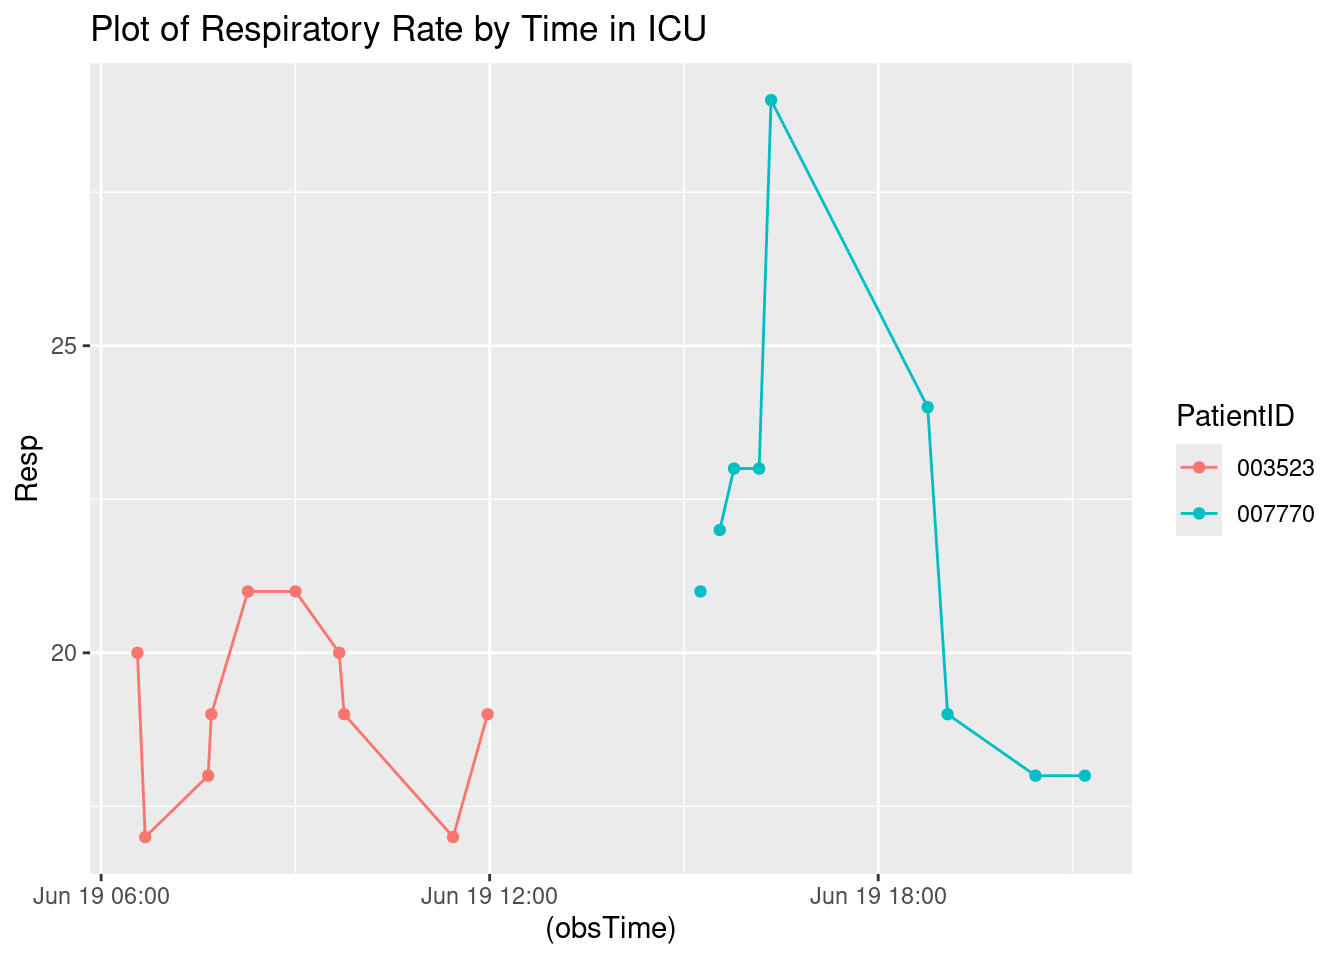 Plot of Respiratory Rate by Time in ICU
25
20
Resp
Jun 19 06:00
Jun 19 12:00
Jun 19 18:00
(obsTime)
PatientID
003523
007770